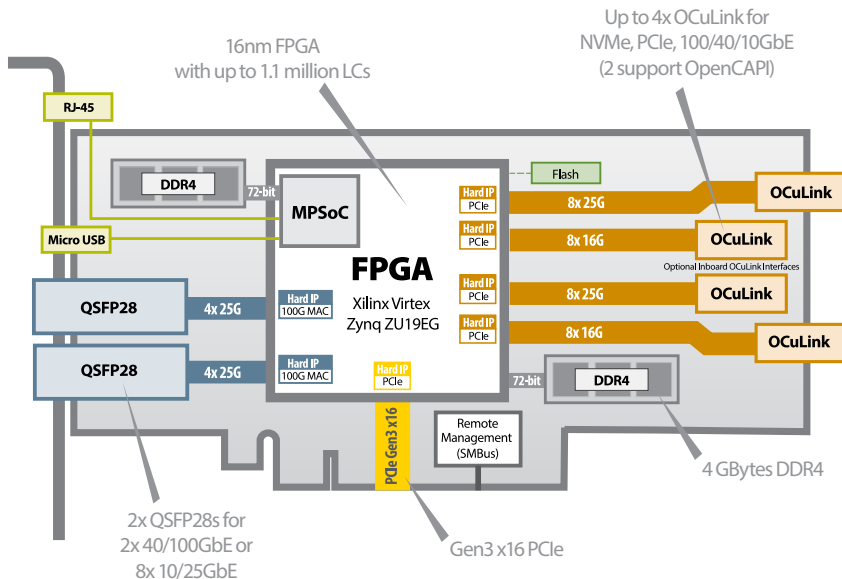 16nm FPGA
with up to 1.1 million LCs
Up to 4x OCuLink for
NVMe, PCIe, 100/40/10GbE
(2 support OpenCAPI)
RJ-45
DDR4
72-bit
MPSoC
Micro USB
Flash
Hard IP
PCIe
8x 25G
OCuLink
Hard IP
PCIe
8x 16G
OCuLink
Optional Inboard OCuLink Interfaces
FPGA
Xilinx Virtex
Zynq ZU19EG
Hard IP
PCIe
8x 25G
OCuLink
Hard IP
PCIe
8x 16G
OCuLink
QSFP28
4x 25G
Hard IP
100G MAC
QSFP28
4x 25G
Hard IP
100G MAC
Hard IP
PCIe
72-bit
DDR4
PCIe Gen3 x16
Remote
Management
(SMBus)
4 GBytes DDR4
2x QSFP28s for
2x 40/100GbE or
8x 10/25GbE
Gen3 x16 PCIe